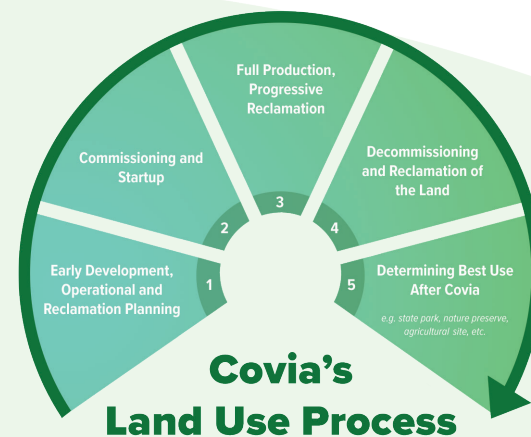 1
Early Development,
Operational and
Reclamation Planning
2
Commissioning and
Startup
3
Full Production,
Progressive
Reclamation
4
Decommissioning
and Reclamation of
the Land
5
Determining Best Use
After Covia
e.g. state park, nature preserve,
agricultural site, etc.
Covia’s
Land Use Process